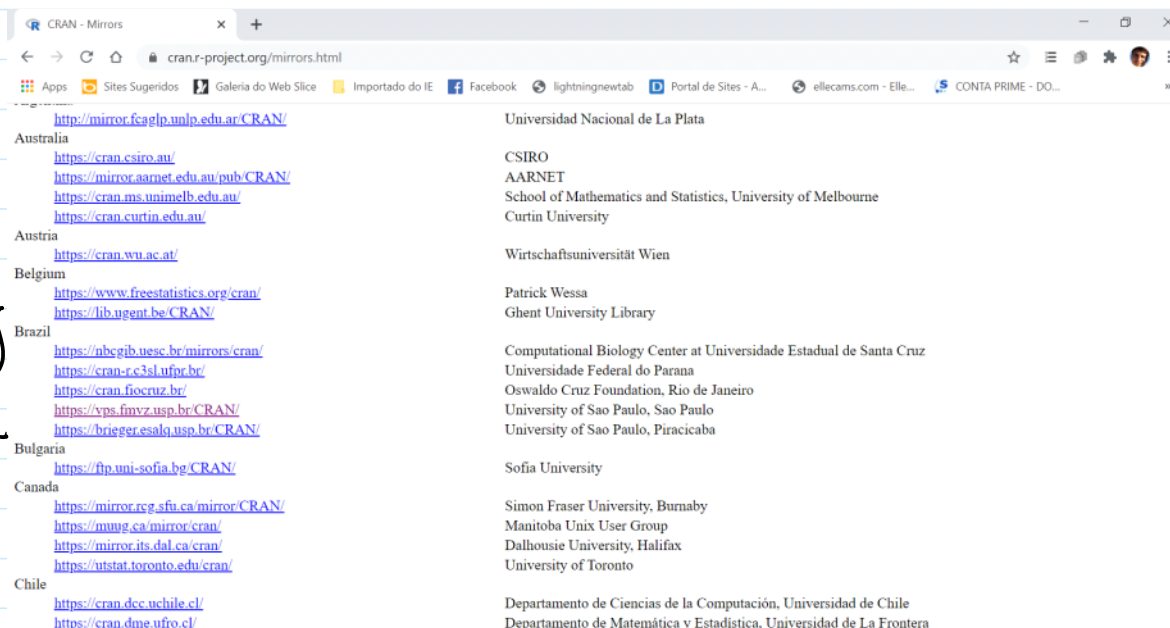 CRAN - Mirrors
cran.r-project.org/mirrors.html
Apps Sites Sugeridos Galeria do Web Slice Importado do IE Facebook lightningnewtab Portal de Sites - A... ellecams.com - Elle... CONTA PRIME - DO... »
http://mirror.fcaglp.unlp.edu.ar/CRAN/ Universidad Nacional de La Plata
Australia
https://cran.csiro.au/ CSIRO
https://mirror.aarnet.edu.au/pub/CRAN/ AARNET
https://cran.ms.unimelb.edu.au/ School of Mathematics and Statistics, University of Melbourne
https://cran.curtin.edu.au/ Curtin University
Austria
https://cran.wu.ac.at/ Wirtschaftsuniversität Wien
Belgium
https://www.freestatistics.org/cran/ Patrick Wessa
https://lib.ugent.be/CRAN/ Ghent University Library
Brazil
https://nbcgib.uesc.br/mirrors/cran/ Computational Biology Center at Universidade Estadual de Santa Cruz
https://cran-r.c3sl.ufpr.br/ Universidade Federal do Parana
https://cran.fiocruz.br/ Oswaldo Cruz Foundation, Rio de Janeiro
https://vps.fmvz.usp.br/CRAN/ University of Sao Paulo, Sao Paulo
https://brieger.esalq.usp.br/CRAN/ University of Sao Paulo, Piracicaba
Bulgaria
https://ftp.uni-sofia.bg/CRAN/ Sofia University
Canada
https://mirror.rcg.sfu.ca/mirror/CRAN/ Simon Fraser University, Burnaby
https://muug.ca/mirror/cran/ Manitoba Unix User Group
https://mirror.its.dal.ca/cran/ Dalhousie University, Halifax
https://utstat.toronto.edu/cran/ University of Toronto
Chile
https://cran.dcc.uchile.cl/ Departamento de Ciencias de la Computación, Universidad de Chile
https://cran.dme.ufro.cl/ Departamento de Matemática y Estadística, Universidad de La Frontera